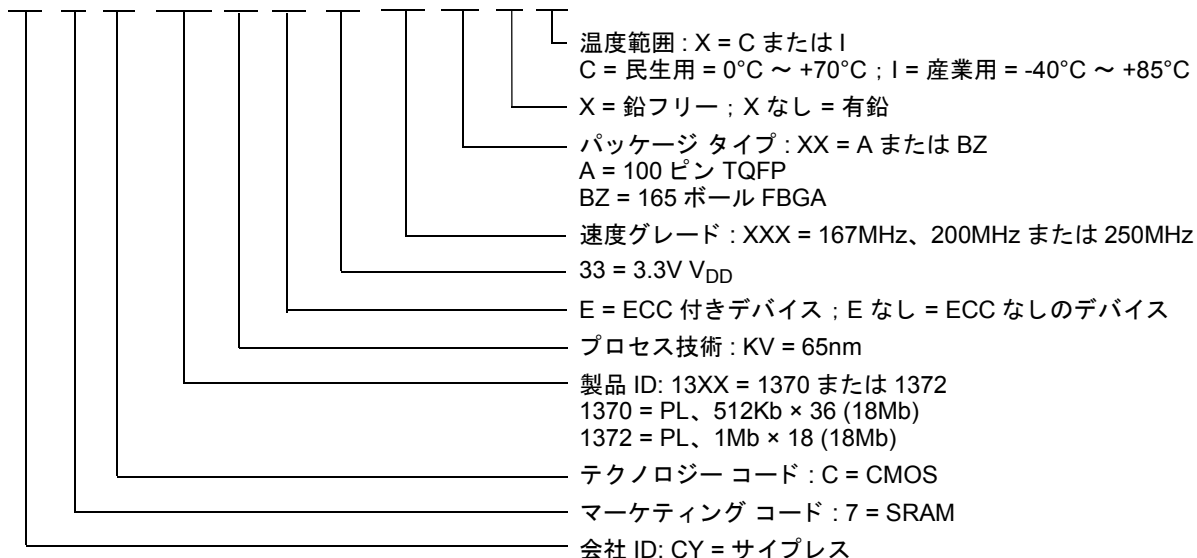 温度範囲 : X = C または I
C = 民生用 = 0°C ～ +70°C ; I = 産業用 = -40°C ～ +85°C
X = 鉛フリー ; X なし = 有鉛
パッケージ タイプ : XX = A または BZ
A = 100 ピン TQFP
BZ = 165 ボール FBGA
速度グレード : XXX = 167MHz、200MHz または 250MHz
33 = 3.3V VDD
E = ECC 付きデバイス ; E なし = ECC なしのデバイス
プロセス技術 : KV = 65nm
製品 ID: 13XX = 1370 または 1372
1370 = PL、512Kb × 36 (18Mb)
1372 = PL、1Mb × 18 (18Mb)
テクノロジー コード : C = CMOS
マーケティング コード : 7 = SRAM
会社 ID: CY = サイプレス